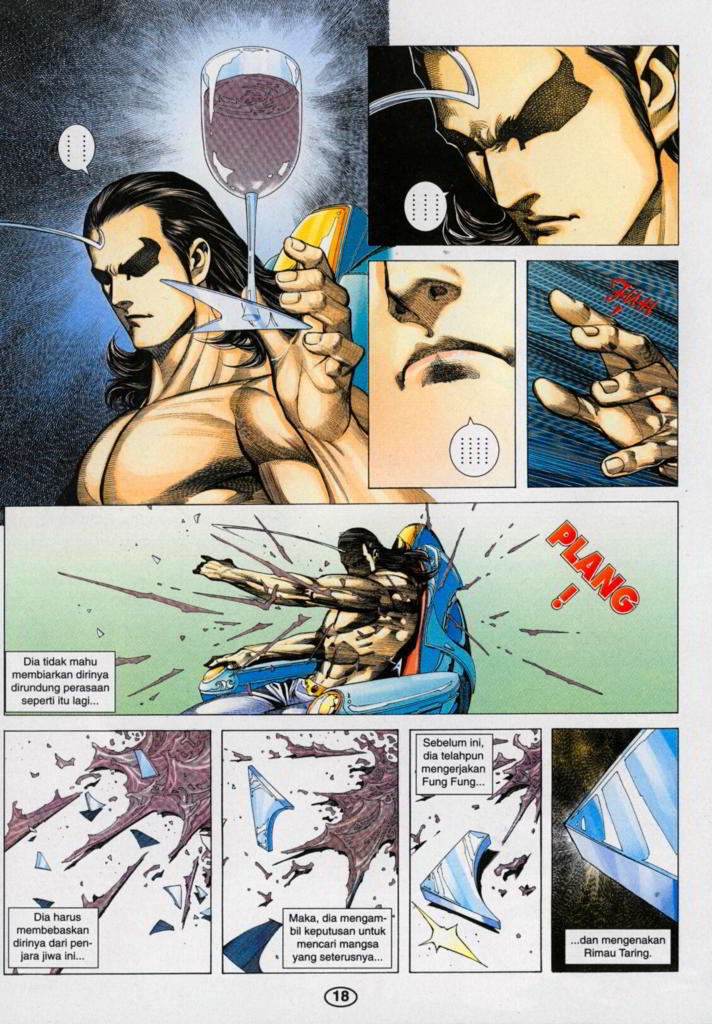 PLANG
!
Dia tidak mahu
membiarkan dirinya
dirundung perasaan
seperti itu lagi...
Dia harus
membebaskan
dirinya dari pen-
jara jiwa ini...
Maka, dia mengam-
bil keputusan untuk
mencari mangsa
yang seterusnya...
Sebelum ini,
dia telahpun
mengerjakan
Fung Fung...
...dan mengenakan
Rimau Taring.
18